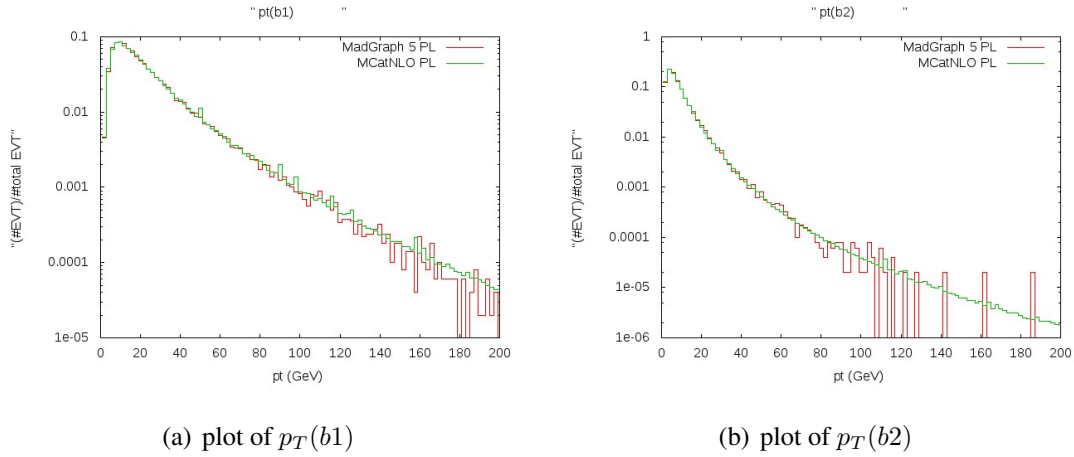 " pt(b1) "
MadGraph 5 PL
MCatNLO PL
"(#EVT)/#total EVT"
0.1
0.01
0.001
0.0001
1e-05
0 20 40 60 80 100 120 140 160 180 200
pt (GeV)
(a) plot of p_T(b1)
" pt(b2) "
MadGraph 5 PL
MCatNLO PL
"(#EVT)/#total EVT"
1
0.1
0.01
0.001
0.0001
1e-05
1e-06
0 20 40 60 80 100 120 140 160 180 200
pt (GeV)
(b) plot of p_T(b2)